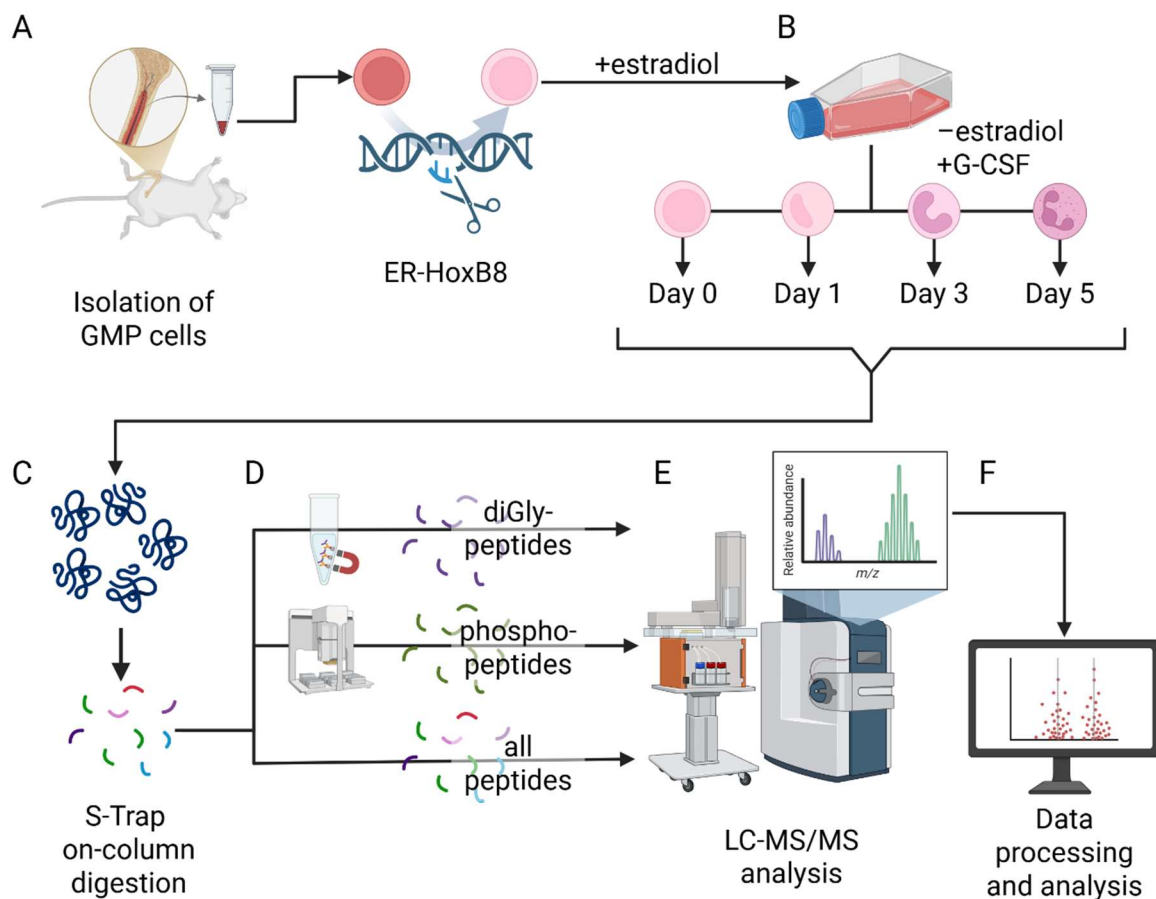 A
B
+estradiol
−estradiol
+G-CSF
ER-HoxB8
Isolation of
GMP cells
Day 0
Day 1
Day 3
Day 5
C
D
E
F
diGly-
peptides
phospho-
peptides
all
peptides
Relative abundance
m/z
S-Trap
on-column
digestion
LC-MS/MS
analysis
Data
processing
and analysis